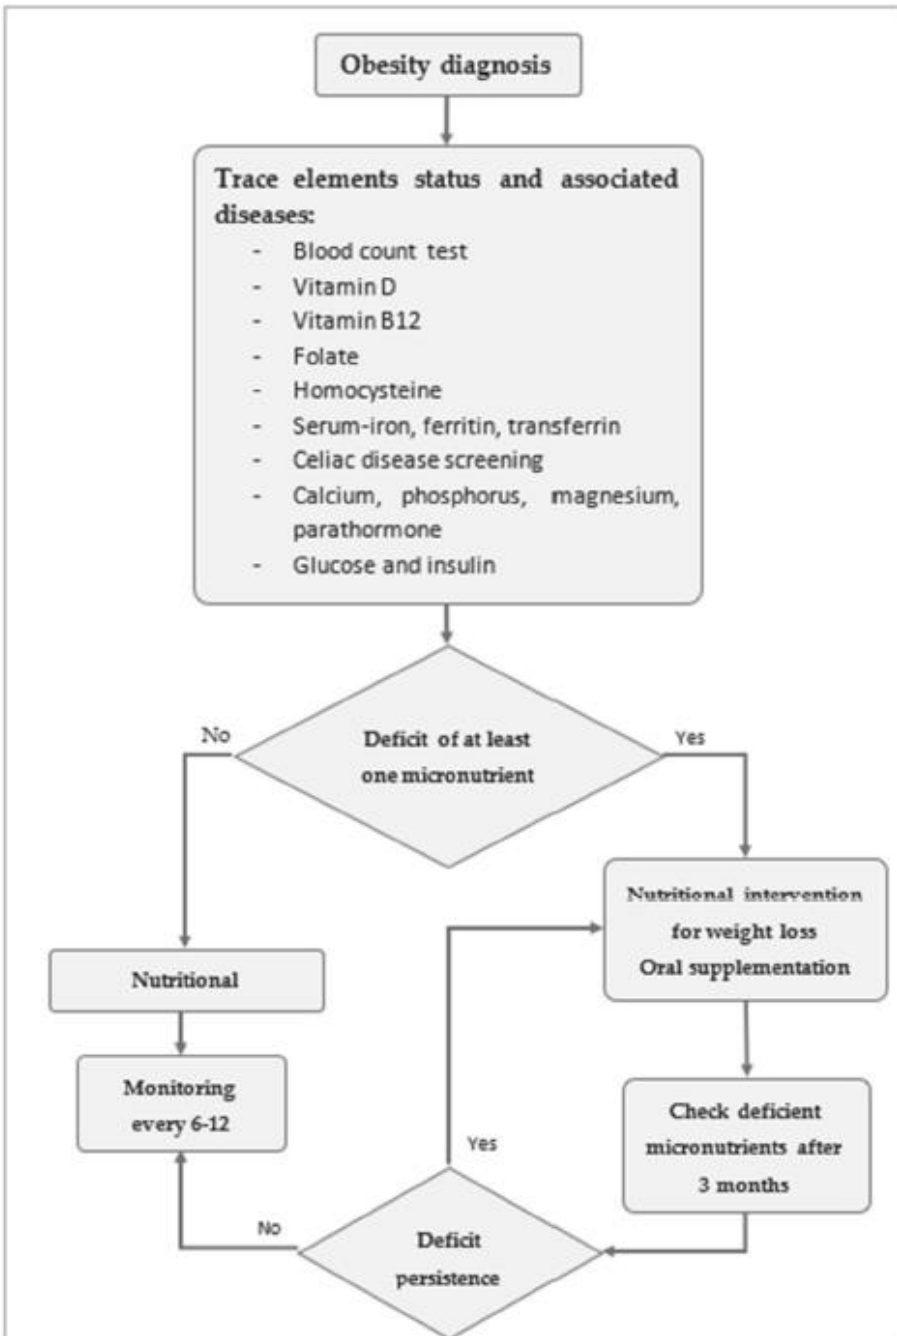 Obesity diagnosis
Trace elements status and associated
diseases:
- Blood count test
- Vitamin D
- Vitamin B12
- Folate
- Homocysteine
- Serum-iron, ferritin, transferrin
- Celiac disease screening
- Calcium, phosphorus, magnesium,
parathormone
- Glucose and insulin
Deficit of at least
one micronutrient
No
Yes
Nutritional intervention
for weight loss
Oral supplementation
Nutritional
Monitoring
every 6-12
Check deficient
micronutrients after
3 months
Yes
No
Deficit
persistence